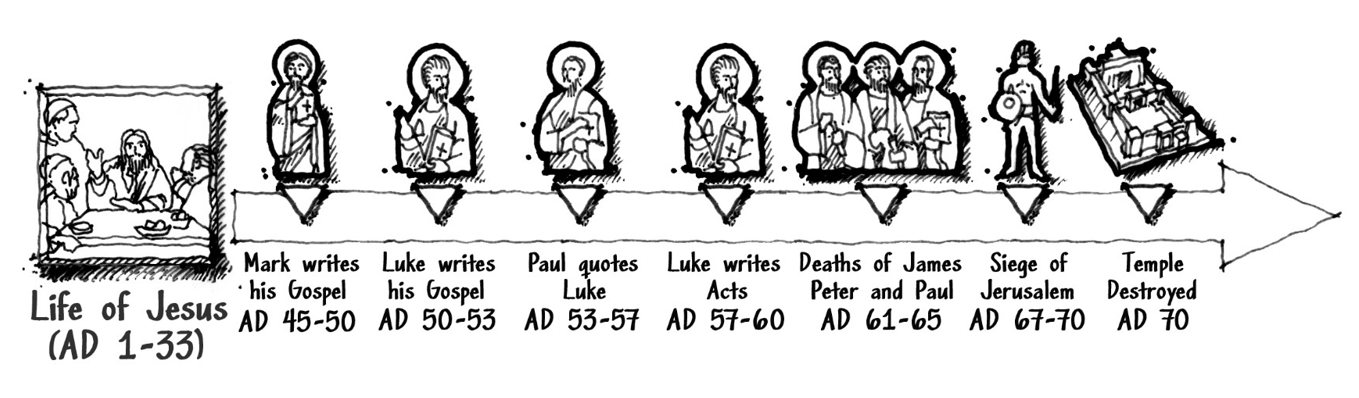 Life of Jesus
(AD 1-33)
Mark writes
his Gospel
AD 45-50
Luke writes
his Gospel
AD 50-53
Paul quotes
Luke
AD 53-57
Luke writes
Acts
AD 57-60
Deaths of James
Peter and Paul
AD 61-65
Siege of
Jerusalem
AD 67-70
Temple
Destroyed
AD 70